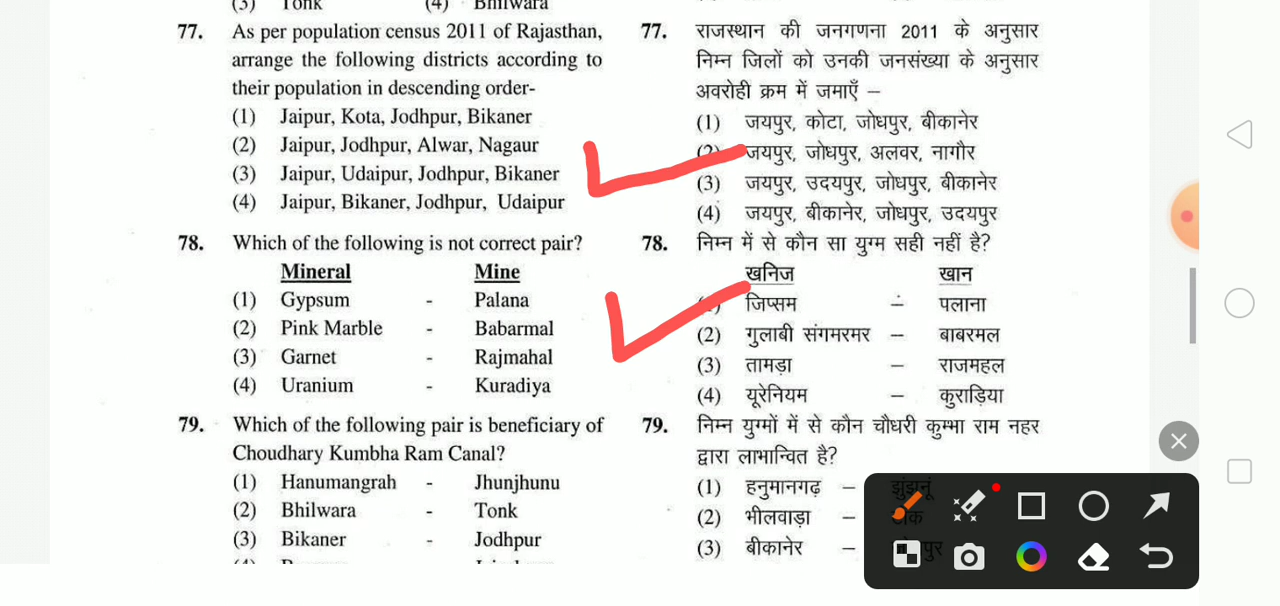 (3) Tonk (4) Bhilwara
77. As per population census 2011 of Rajasthan,
arrange the following districts according to
their population in descending order-
(1) Jaipur, Kota, Jodhpur, Bikaner
(2) Jaipur, Jodhpur, Alwar, Nagaur
(3) Jaipur, Udaipur, Jodhpur, Bikaner
(4) Jaipur, Bikaner, Jodhpur, Udaipur
78. Which of the following is not correct pair?
Mineral Mine
(1) Gypsum - Palana
(2) Pink Marble - Babarmal
(3) Garnet - Rajmahal
(4) Uranium - Kuradiya
79. Which of the following pair is beneficiary of
Choudhary Kumbha Ram Canal?
(1) Hanumangrah - Jhunjhunu
(2) Bhilwara - Tonk
(3) Bikaner - Jodhpur
77. राजस्थान की जनगणना 2011 के अनुसार
निम्न जिलों को उनकी जनसंख्या के अनुसार
अवरोही क्रम में जमाएँ –
(1) जयपुर, कोटा, जोधपुर, बीकानेर
(2) जयपुर, जोधपुर, अलवर, नागौर
(3) जयपुर, उदयपुर, जोधपुर, बीकानेर
(4) जयपुर, बीकानेर, जोधपुर, उदयपुर
78. निम्न में से कौन सा युग्म सही नहीं है?
खनिज खान
(1) जिप्सम – पलाना
(2) गुलाबी संगमरमर – बाबरमल
(3) तामड़ा – राजमहल
(4) यूरेनियम – कुराड़िया
79. निम्न युग्मों में से कौन चौधरी कुम्भा राम नहर
द्वारा लाभान्वित है?
(1) हनुमानगढ़ – झुंझुनूं
(2) भीलवाड़ा –
(3) बीकानेर –